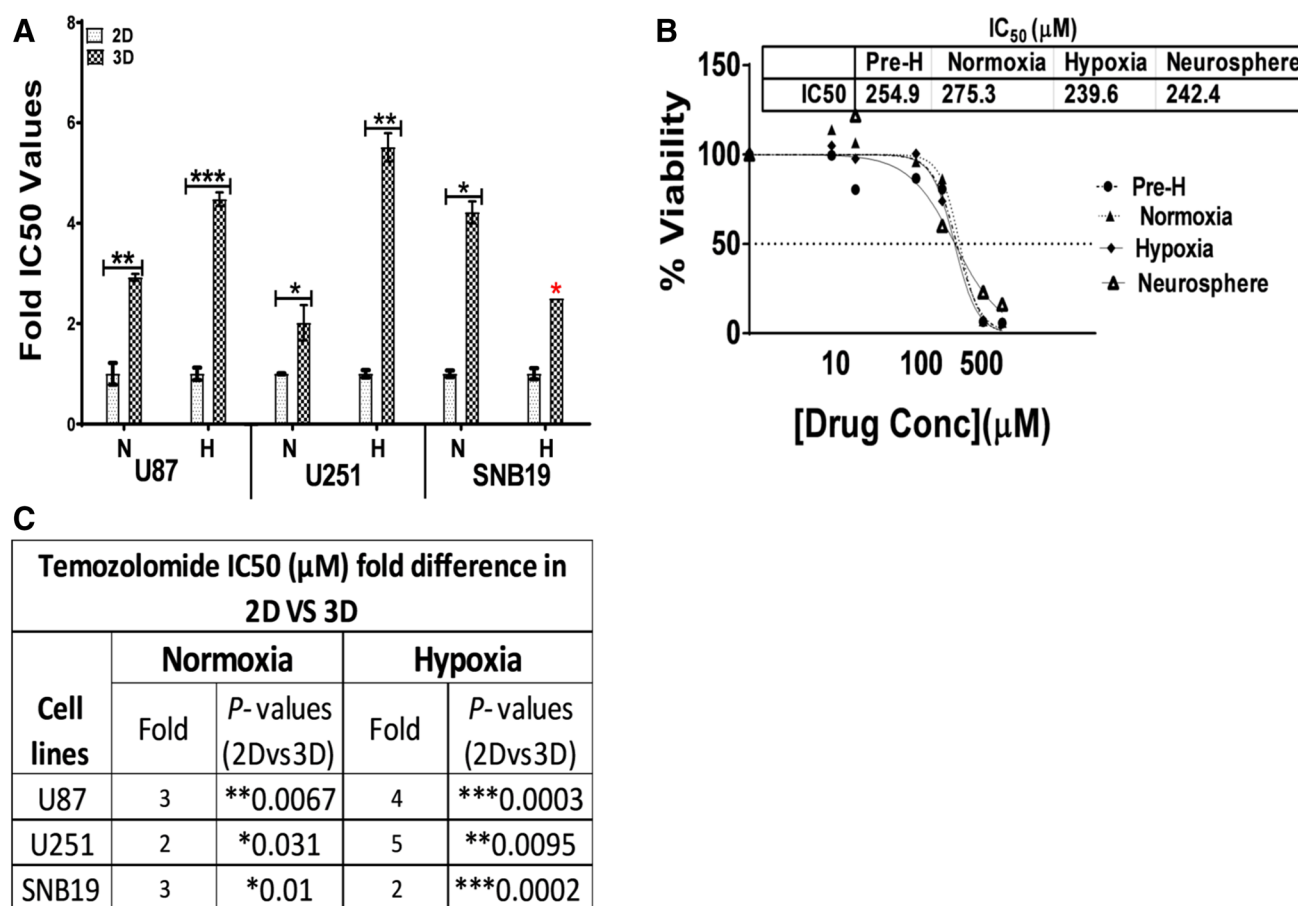 A
8
6
4
2
0
Fold IC50 Values
2D
3D
**
***
*
**
*
*
N H N H N H
U87 U251 SNB19
B
IC50 (μM)
Pre-H Normoxia Hypoxia Neurosphere
IC50 254.9 275.3 239.6 242.4
150
100
50
0
% Viability
Pre-H
Normoxia
Hypoxia
Neurosphere
10 100 500
[Drug Conc](μM)
C
Temozolomide IC50 (μM) fold difference in
2D VS 3D
Normoxia Hypoxia
Cell
lines
Fold P- values
(2Dvs3D)
Fold P- values
(2Dvs3D)
U87 3 **0.0067 4 ***0.0003
U251 2 *0.031 5 **0.0095
SNB19 3 *0.01 2 ***0.0002